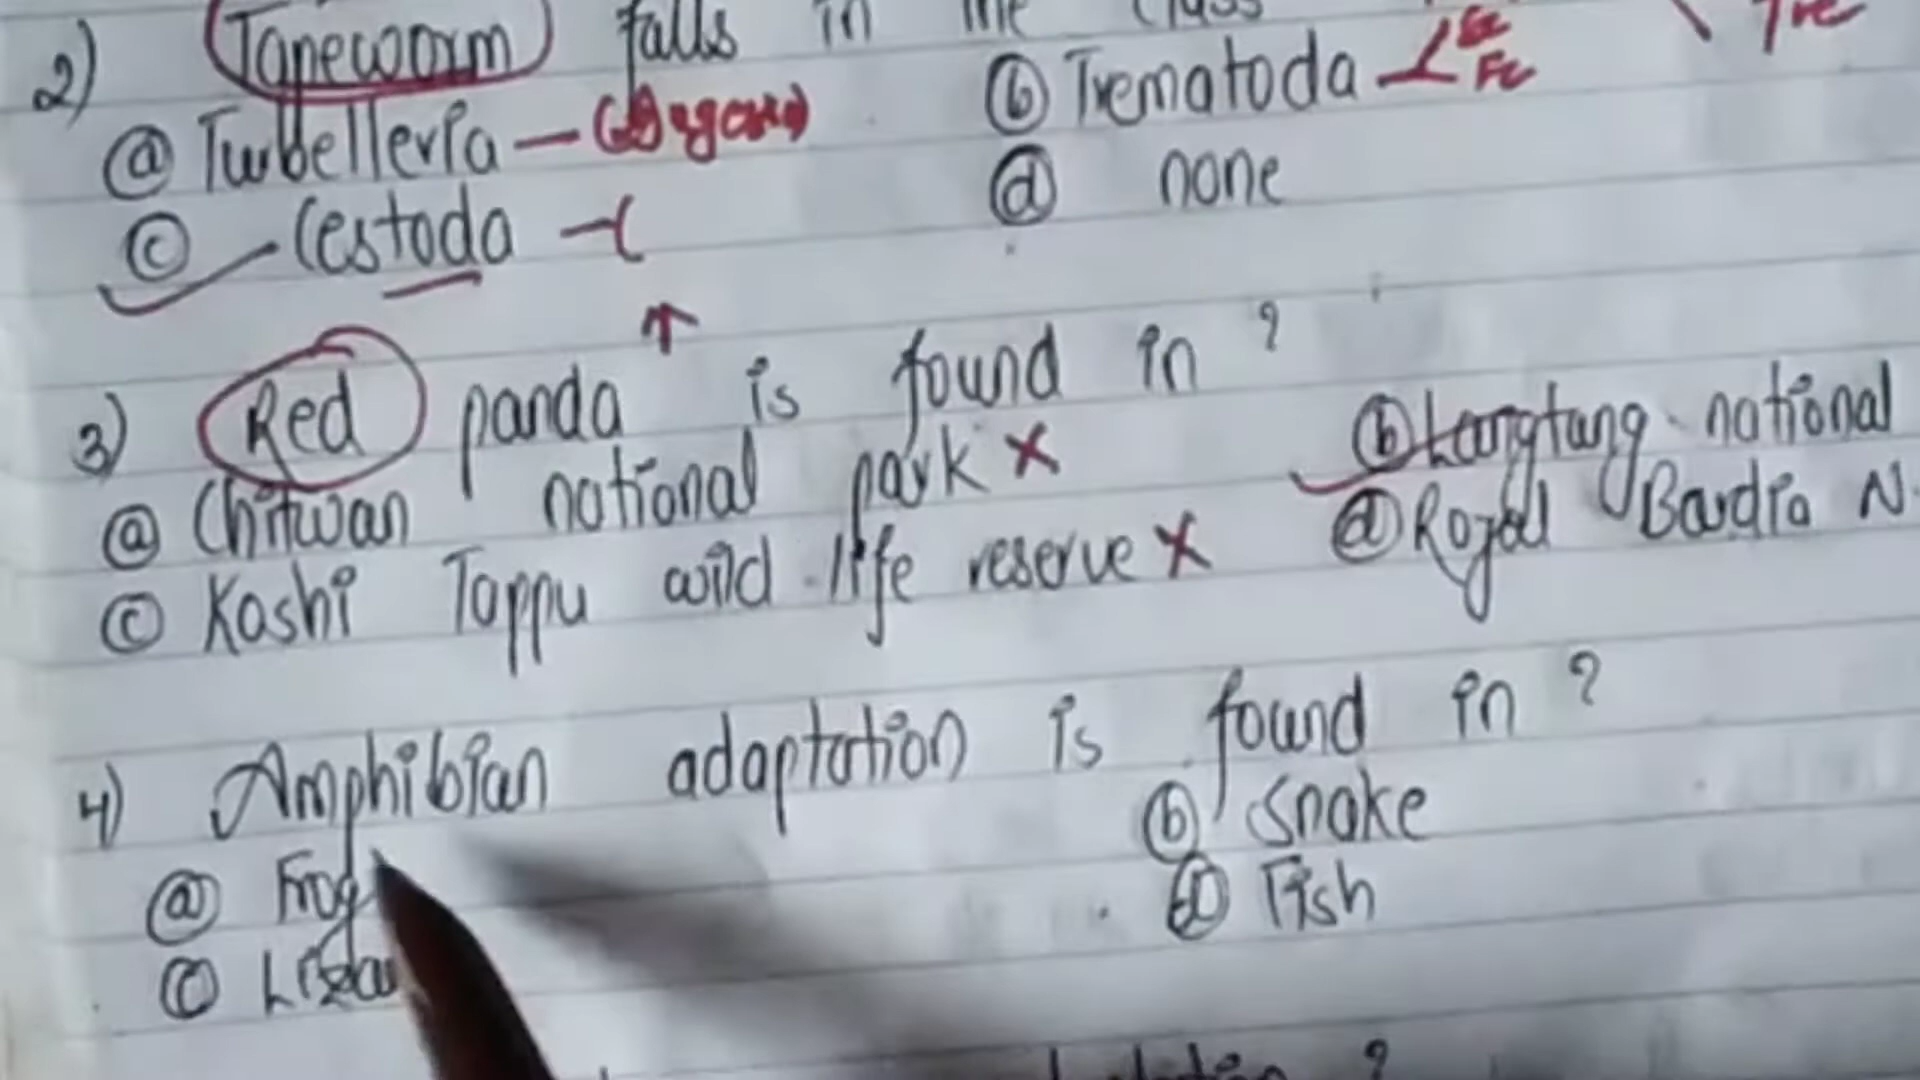 2) Tapeworm falls in the class
ⓐ Turbelleria — ⓑ Trematoda
ⓒ Cestoda ⓓ none
3) Red panda is found in ?
ⓐ Chitwan national park × ⓑ Langtang national
ⓒ Koshi Tappu wild life reserve × ⓓ Royal Bardia N.
4) Amphibian adaptation is found in ?
ⓐ Frog ⓑ Snake
ⓒ ⓓ Fish
?